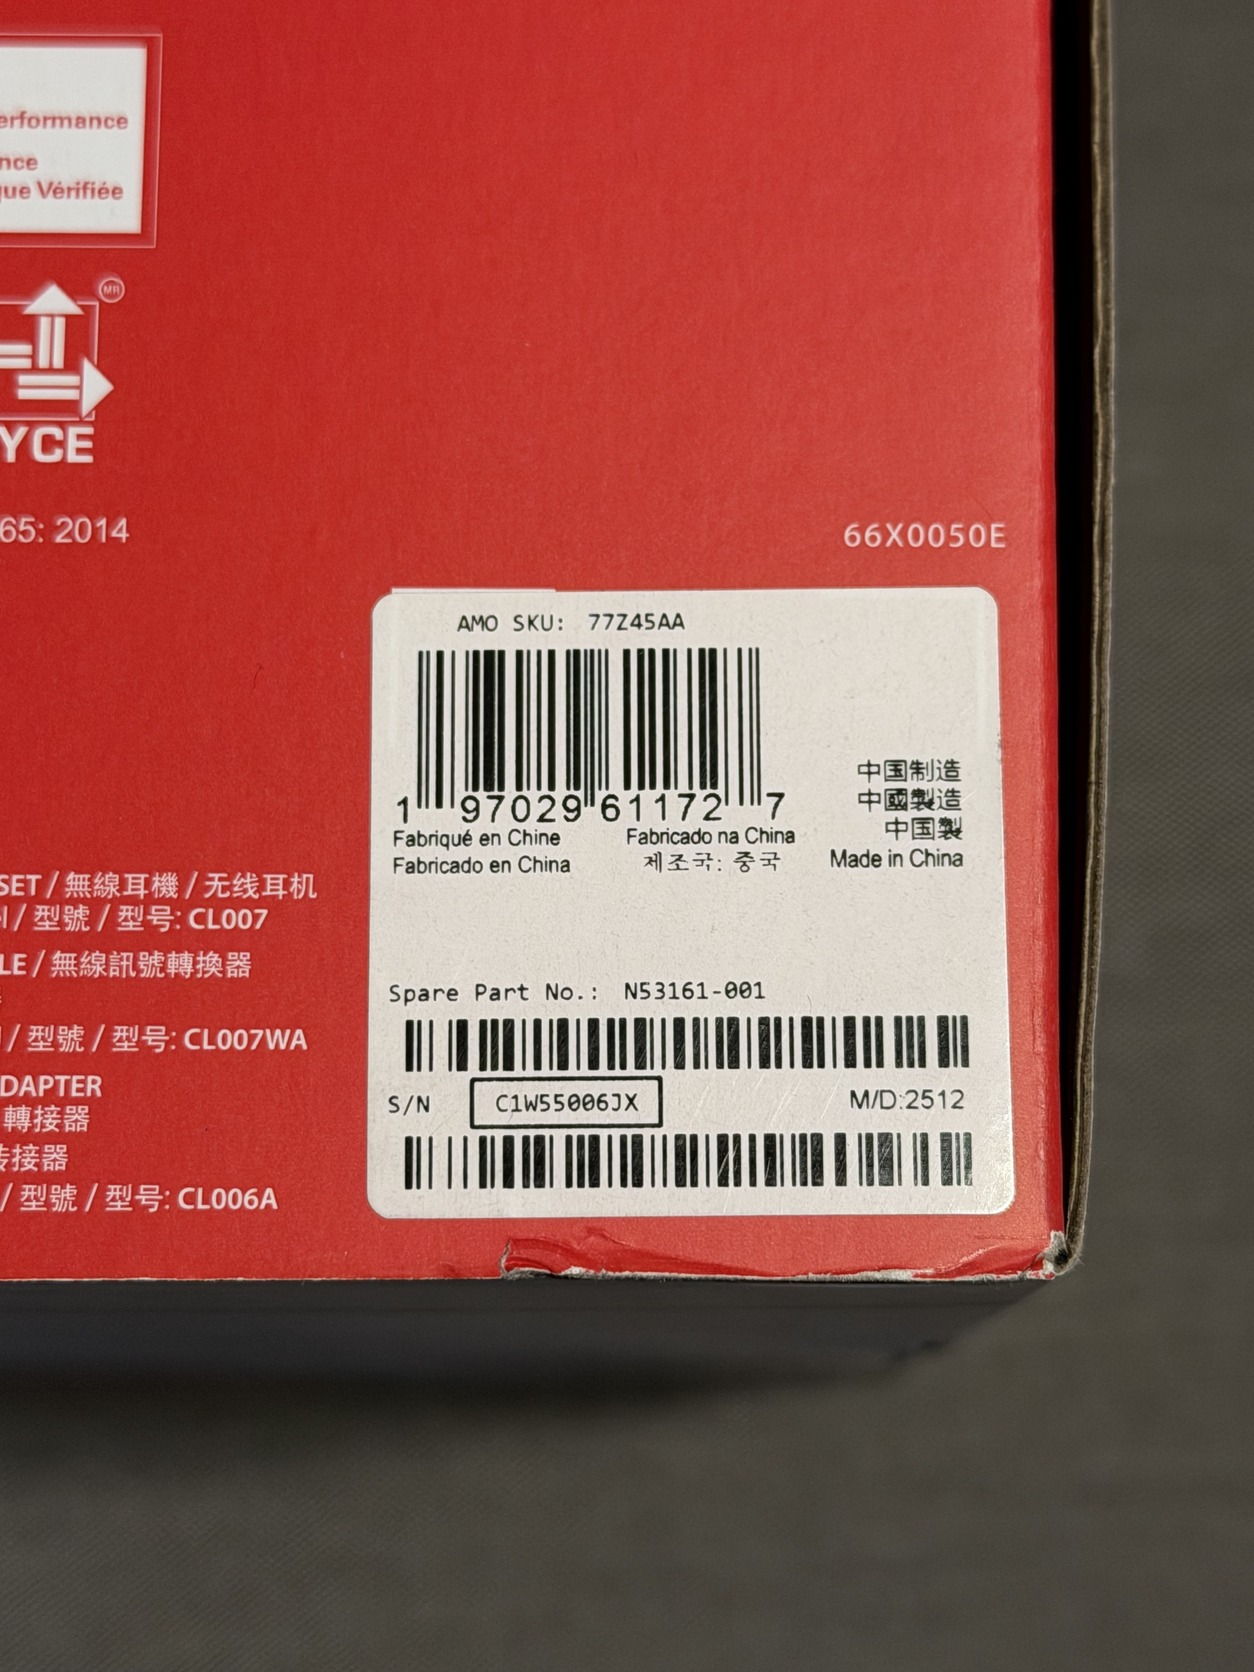 erformance
nce
que Vérifiée
MR
YCE
65: 2014
66X0050E
AMO SKU: 77Z45AA
1 97029 61172 7
Fabriqué en Chine
Fabricado na China
Fabricado en China
제조국: 중국
中国制造
中國製造
中国製
Made in China
SET / 無線耳機 / 无线耳机
l / 型號 / 型号: CL007
LE / 無線訊號轉換器
/ 型號 / 型号: CL007WA
DAPTER
轉接器
转接器
/ 型號 / 型号: CL006A
Spare Part No.: N53161-001
S/N C1W55006JX M/D:2512